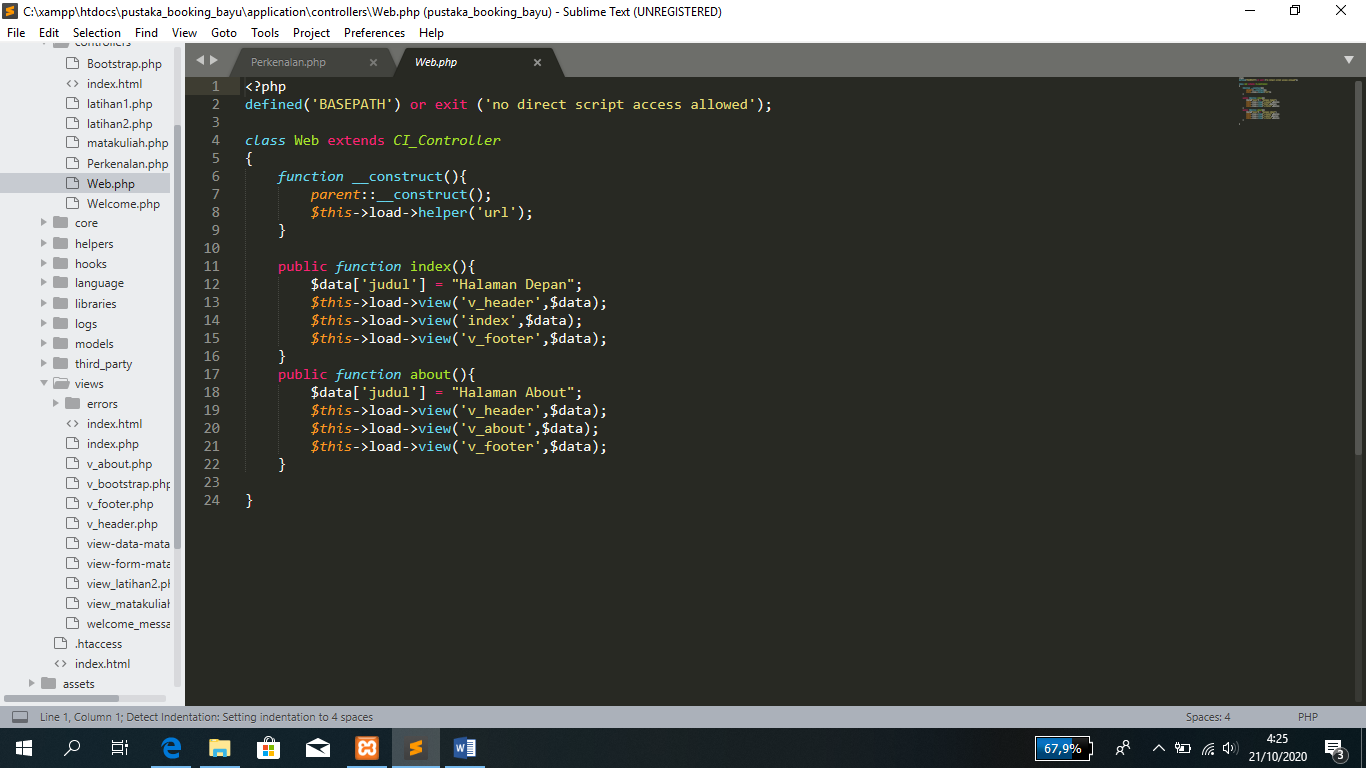 C:\xampp\htdocs\pustaka_booking_bayu\application\controllers\Web.php (pustaka_booking_bayu) - Sublime Text (UNREGISTERED)
File Edit Selection Find View Goto Tools Project Preferences Help
controllers
Bootstrap.php
index.html
latihan1.php
latihan2.php
matakuliah.php
Perkenalan.php
Web.php
Welcome.php
core
helpers
hooks
language
libraries
logs
models
third_party
views
errors
index.html
index.php
v_about.php
v_bootstrap.php
v_footer.php
v_header.php
view-data-mata
view-form-mata
view_latihan2.ph
view_matakuliah
welcome_messa
.htaccess
index.html
assets
Perkenalan.php Web.php
1 <?php
2 defined('BASEPATH') or exit ('no direct script access allowed');
3
4 class Web extends CI_Controller
5 {
6     function __construct(){
7         parent::__construct();
8         $this->load->helper('url');
9     }
10
11     public function index(){
12         $data['judul'] = "Halaman Depan";
13         $this->load->view('v_header',$data);
14         $this->load->view('index',$data);
15         $this->load->view('v_footer',$data);
16     }
17     public function about(){
18         $data['judul'] = "Halaman About";
19         $this->load->view('v_header',$data);
20         $this->load->view('v_about',$data);
21         $this->load->view('v_footer',$data);
22     }
23
24 }
Line 1, Column 1; Detect Indentation: Setting indentation to 4 spaces Spaces: 4 PHP
67,9% 4:25
21/10/2020 3